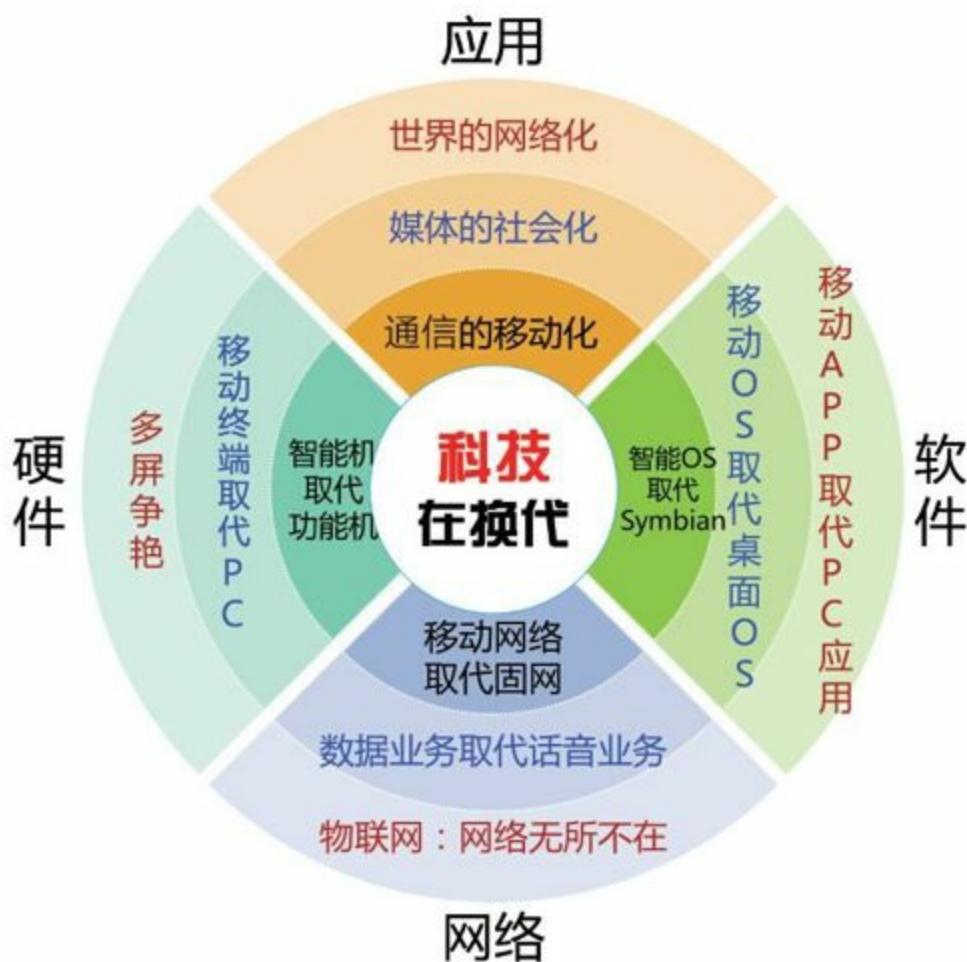 应用
世界的网络化
媒体的社会化
通信的移动化
硬件
多屏争艳
移动终端取代PC
智能机
取代
功能机
科技
在换代
智能OS
取代
Symbian
移动OS取代桌面OS
移动APP取代PC应用
软件
移动网络
取代固网
数据业务取代话音业务
物联网：网络无所不在
网络